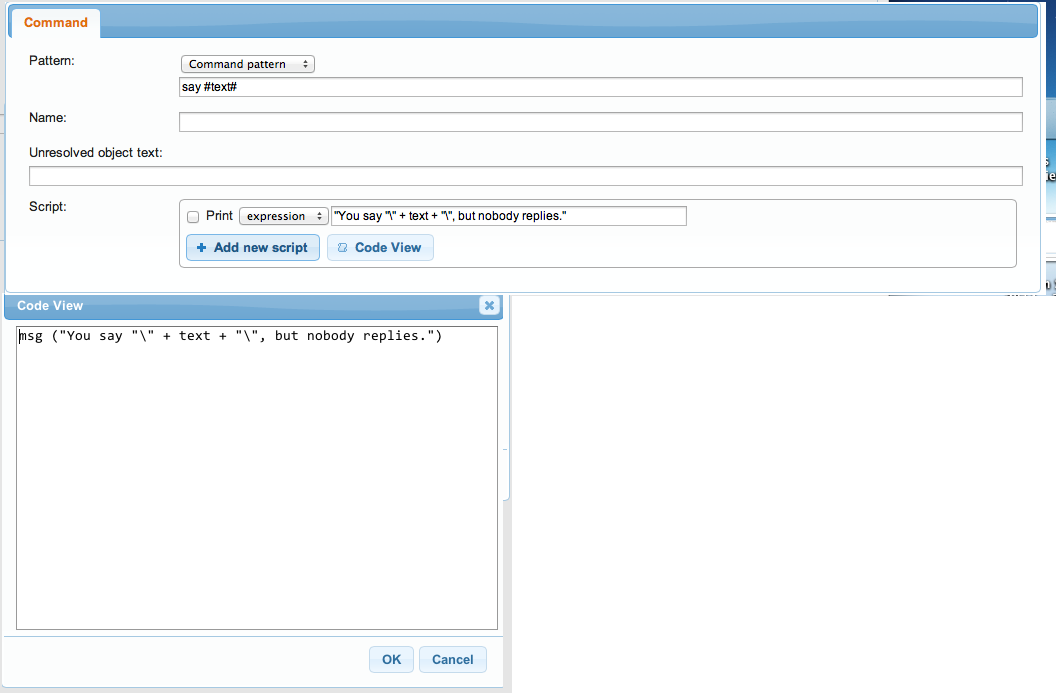 Command
Pattern:
Command pattern
say #text#
Name:
Unresolved object text:
Script:
Print expression "You say "\" + text + "\", but nobody replies."
+ Add new script Code View
Code View
msg ("You say "\" + text + "\", but nobody replies.")
OK Cancel